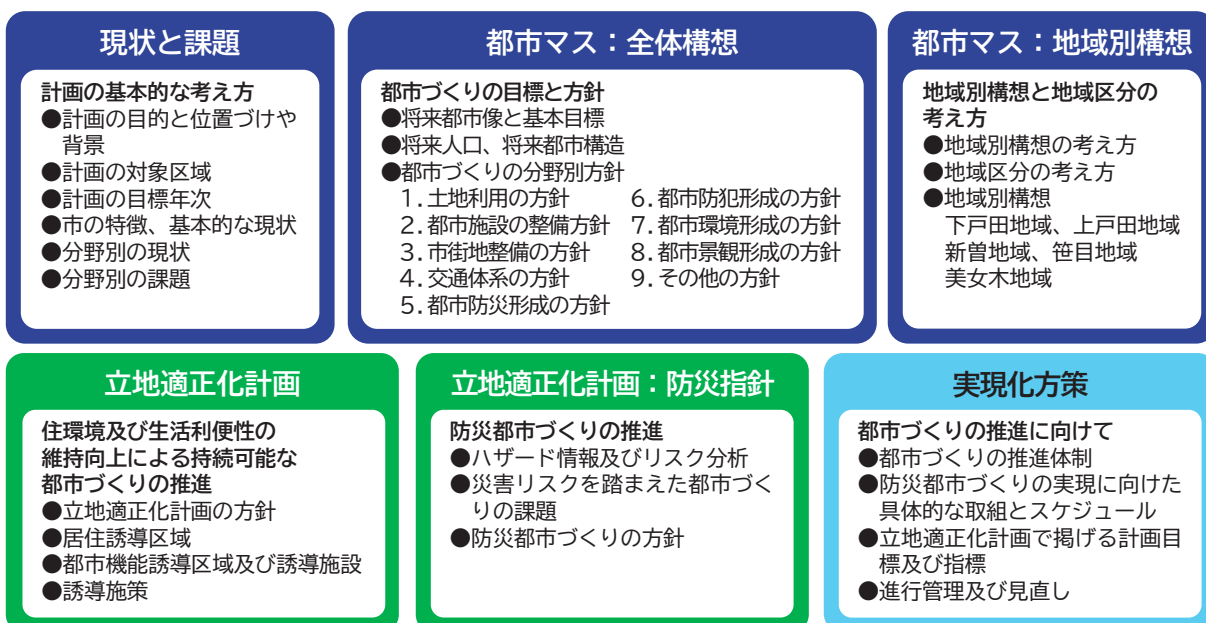 現状と課題
計画の基本的な考え方
●計画の目的と位置づけや
背景
●計画の対象区域
●計画の目標年次
●市の特徴、基本的な現状
●分野別の現状
●分野別の課題
都市マス：全体構想
都市づくりの目標と方針
●将来都市像と基本目標
●将来人口、将来都市構造
●都市づくりの分野別方針
1．土地利用の方針
2．都市施設の整備方針
3．市街地整備の方針
4．交通体系の方針
5．都市防災形成の方針
6．都市防犯形成の方針
7．都市環境形成の方針
8．都市景観形成の方針
9．その他の方針
都市マス：地域別構想
地域別構想と地域区分の
考え方
●地域別構想の考え方
●地域区分の考え方
●地域別構想
下戸田地域、上戸田地域
新曽地域、笹目地域
美女木地域
立地適正化計画
住環境及び生活利便性の
維持向上による持続可能な
都市づくりの推進
●立地適正化計画の方針
●居住誘導区域
●都市機能誘導区域及び誘導施設
●誘導施策
立地適正化計画：防災指針
防災都市づくりの推進
●ハザード情報及びリスク分析
●災害リスクを踏まえた都市づく
りの課題
●防災都市づくりの方針
実現化方策
都市づくりの推進に向けて
●都市づくりの推進体制
●防災都市づくりの実現に向けた
具体的な取組とスケジュール
●立地適正化計画で掲げる計画目
標及び指標
●進行管理及び見直し